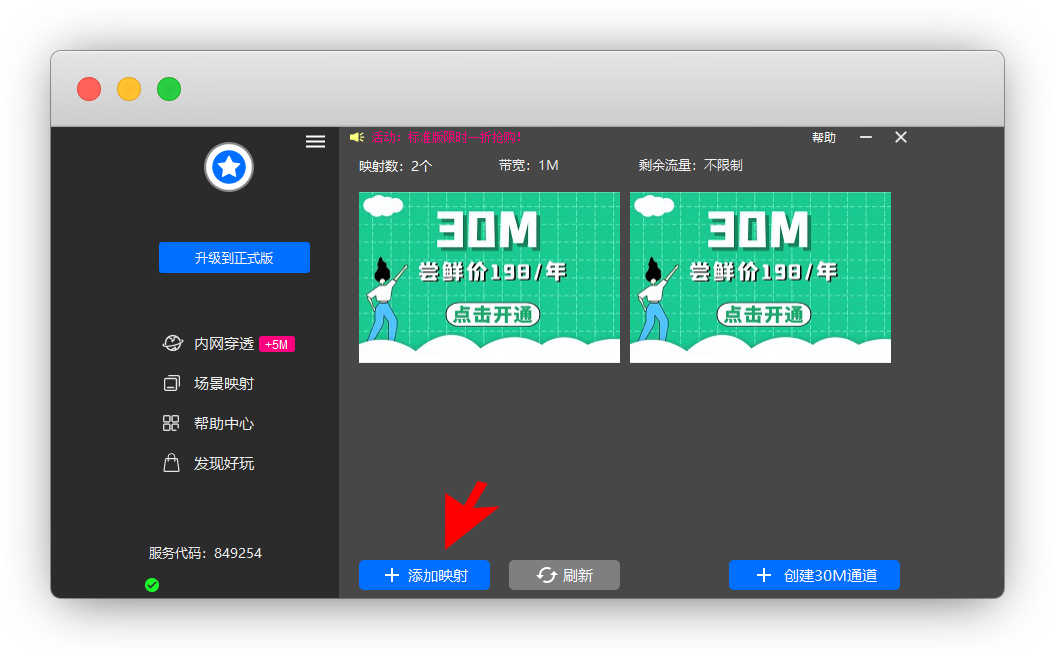 活动：标准版限时一折抢购！
帮助
映射数：2个
带宽：1M
剩余流量：不限制
升级到正式版
30M
尝鲜价198/年
点击开通
30M
尝鲜价198/年
点击开通
内网穿透 +5M
场景映射
帮助中心
发现好玩
服务代码：849254
添加映射
刷新
创建30M通道